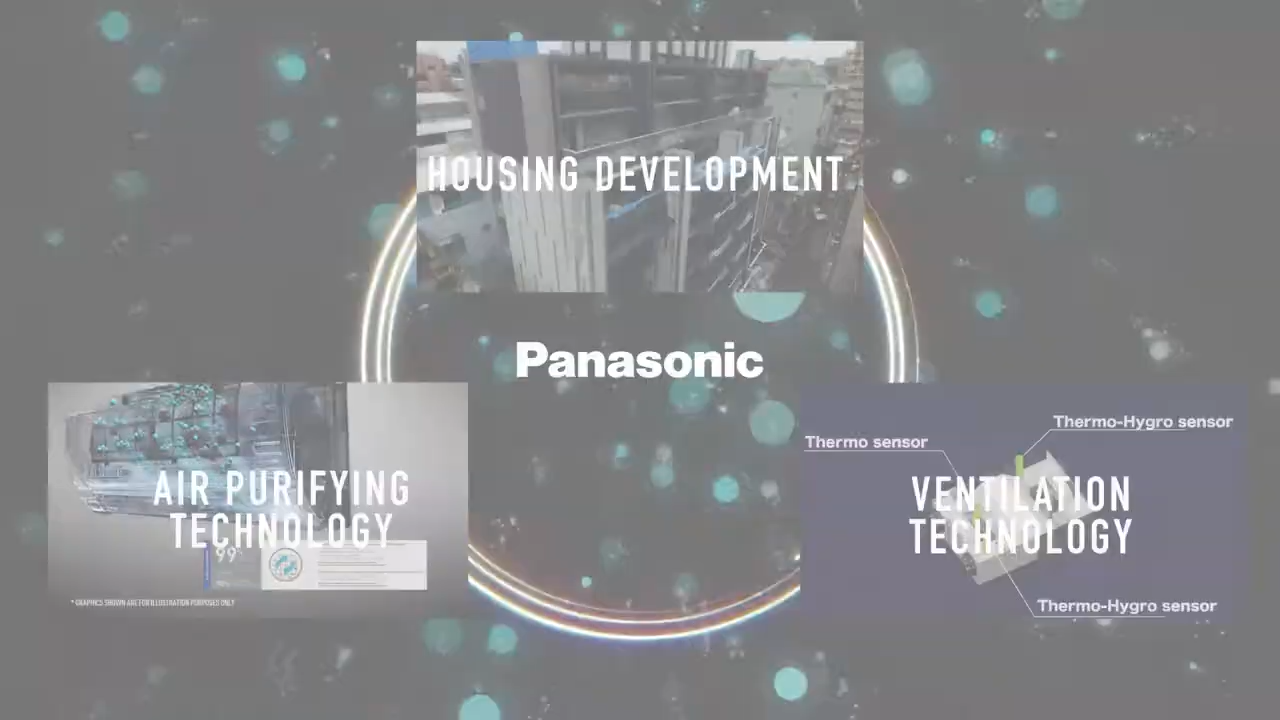 HOUSING DEVELOPMENT
Panasonic
AIR PURIFYING
TECHNOLOGY
99%
* GRAPHICS SHOWN ARE FOR ILLUSTRATION PURPOSES ONLY
Thermo-Hygro sensor
Thermo sensor
VENTILATION
TECHNOLOGY
Thermo-Hygro sensor